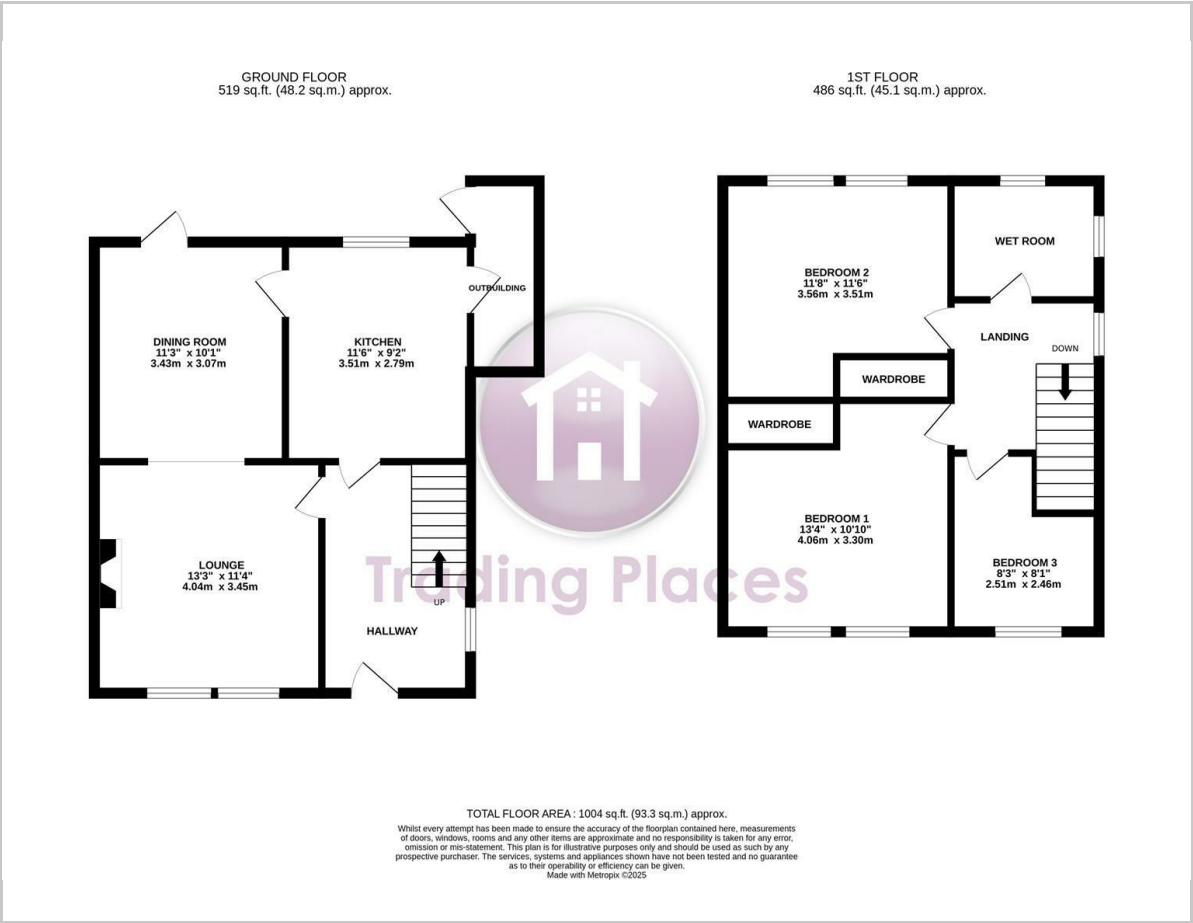 GROUND FLOOR
519 sq.ft. (48.2 sq.m.) approx.
1ST FLOOR
486 sq.ft. (45.1 sq.m.) approx.
OUTBUILDING
DINING ROOM
11'3" x 10'1"
3.43m x 3.07m
KITCHEN
11'6" x 9'2"
3.51m x 2.79m
LOUNGE
13'3" x 11'4"
4.04m x 3.45m
UP
HALLWAY
WET ROOM
BEDROOM 2
11'8" x 11'6"
3.56m x 3.51m
LANDING
DOWN
WARDROBE
WARDROBE
BEDROOM 1
13'4" x 10'10"
4.06m x 3.30m
BEDROOM 3
8'3" x 8'1"
2.51m x 2.46m
Trading Places
TOTAL FLOOR AREA : 1004 sq.ft. (93.3 sq.m.) approx.
Whilst every attempt has been made to ensure the accuracy of the floorplan contained here, measurements
of doors, windows, rooms and any other items are approximate and no responsibility is taken for any error,
omission or mis-statement. This plan is for illustrative purposes only and should be used as such by any
prospective purchaser. The services, systems and appliances shown have not been tested and no guarantee
as to their operability or efficiency can be given.
Made with Metropix ©2025